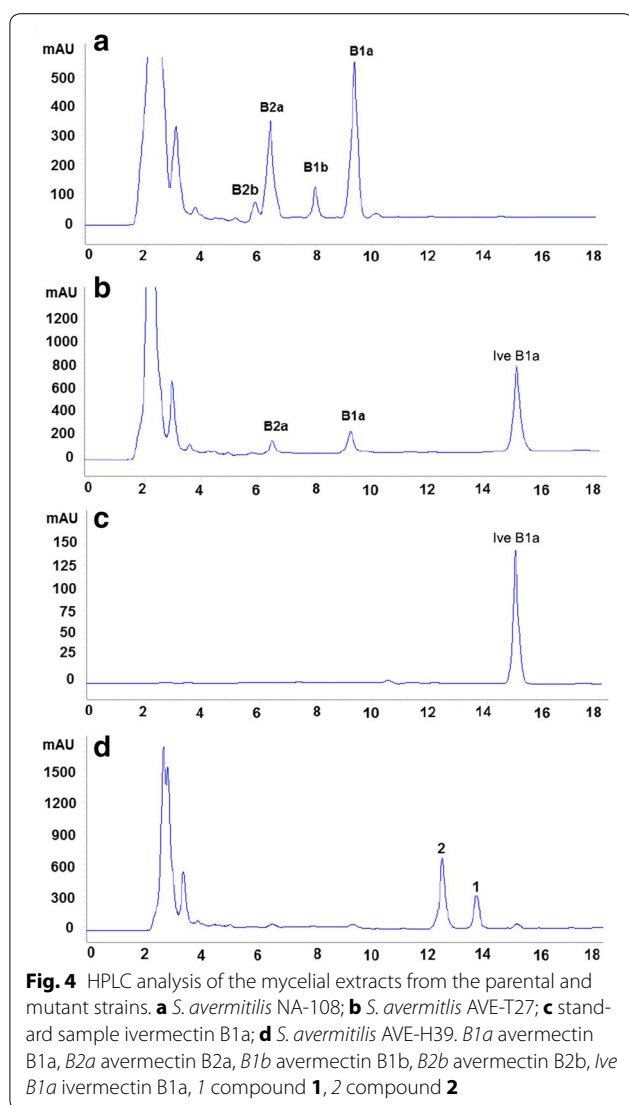 a
mAU
500
400
300
200
100
0
B2b
B2a
B1b
B1a
0 2 4 6 8 10 12 14 16 18
b
mAU
1200
1000
800
600
400
200
0
B2a
B1a
Ive B1a
0 2 4 6 8 10 12 14 16 18
c
mAU
150
125
100
75
50
25
0
Ive B1a
0 2 4 6 8 10 12 14 16 18
d
mAU
1500
1200
900
600
300
0
2
1
0 2 4 6 8 10 12 14 16 18
Fig. 4 HPLC analysis of the mycelial extracts from the parental and
mutant strains. a S. avermitilis NA-108; b S. avermitlis AVE-T27; c stand-
ard sample ivermectin B1a; d S. avermitilis AVE-H39. B1a avermectin
B1a, B2a avermectin B2a, B1b avermectin B1b, B2b avermectin B2b, Ive
B1a ivermectin B1a, 1 compound 1, 2 compound 2